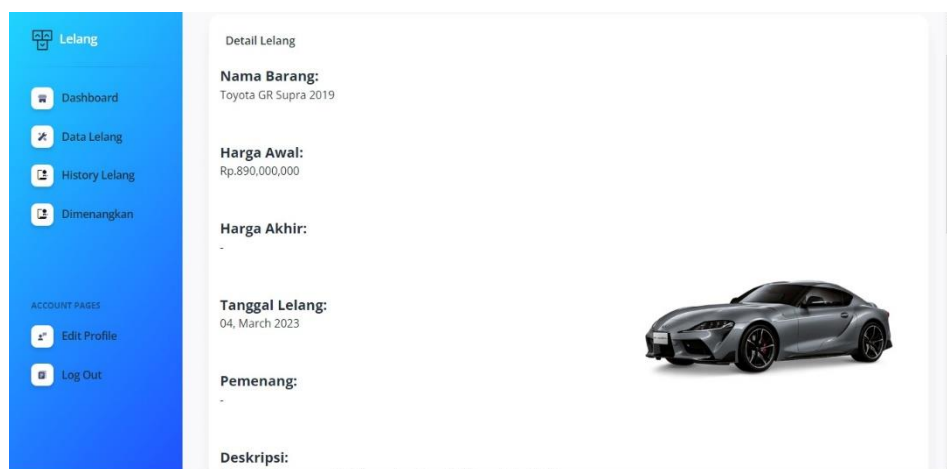 Lelang
Dashboard
Data Lelang
History Lelang
Dimenangkan
ACCOUNT PAGES
Edit Profile
Log Out
Detail Lelang
Nama Barang:
Toyota GR Supra 2019
Harga Awal:
Rp.890,000,000
Harga Akhir:
-
Tanggal Lelang:
04, March 2023
Pemenang:
-
Deskripsi: